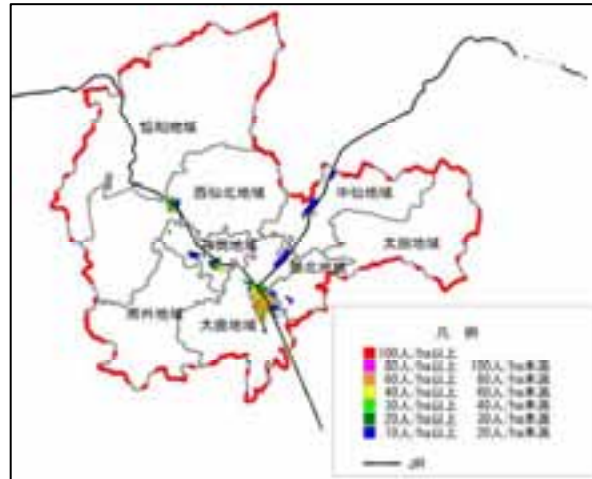 協和地域
西仙北地域
中仙地域
太田地域
神岡地域
仙北地域
南外地域
大曲地域
凡 例
100人/ha以上
80人/ha以上 100人/ha未満
60人/ha以上 80人/ha未満
40人/ha以上 60人/ha未満
30人/ha以上 40人/ha未満
20人/ha以上 30人/ha未満
10人/ha以上 20人/ha未満
JR